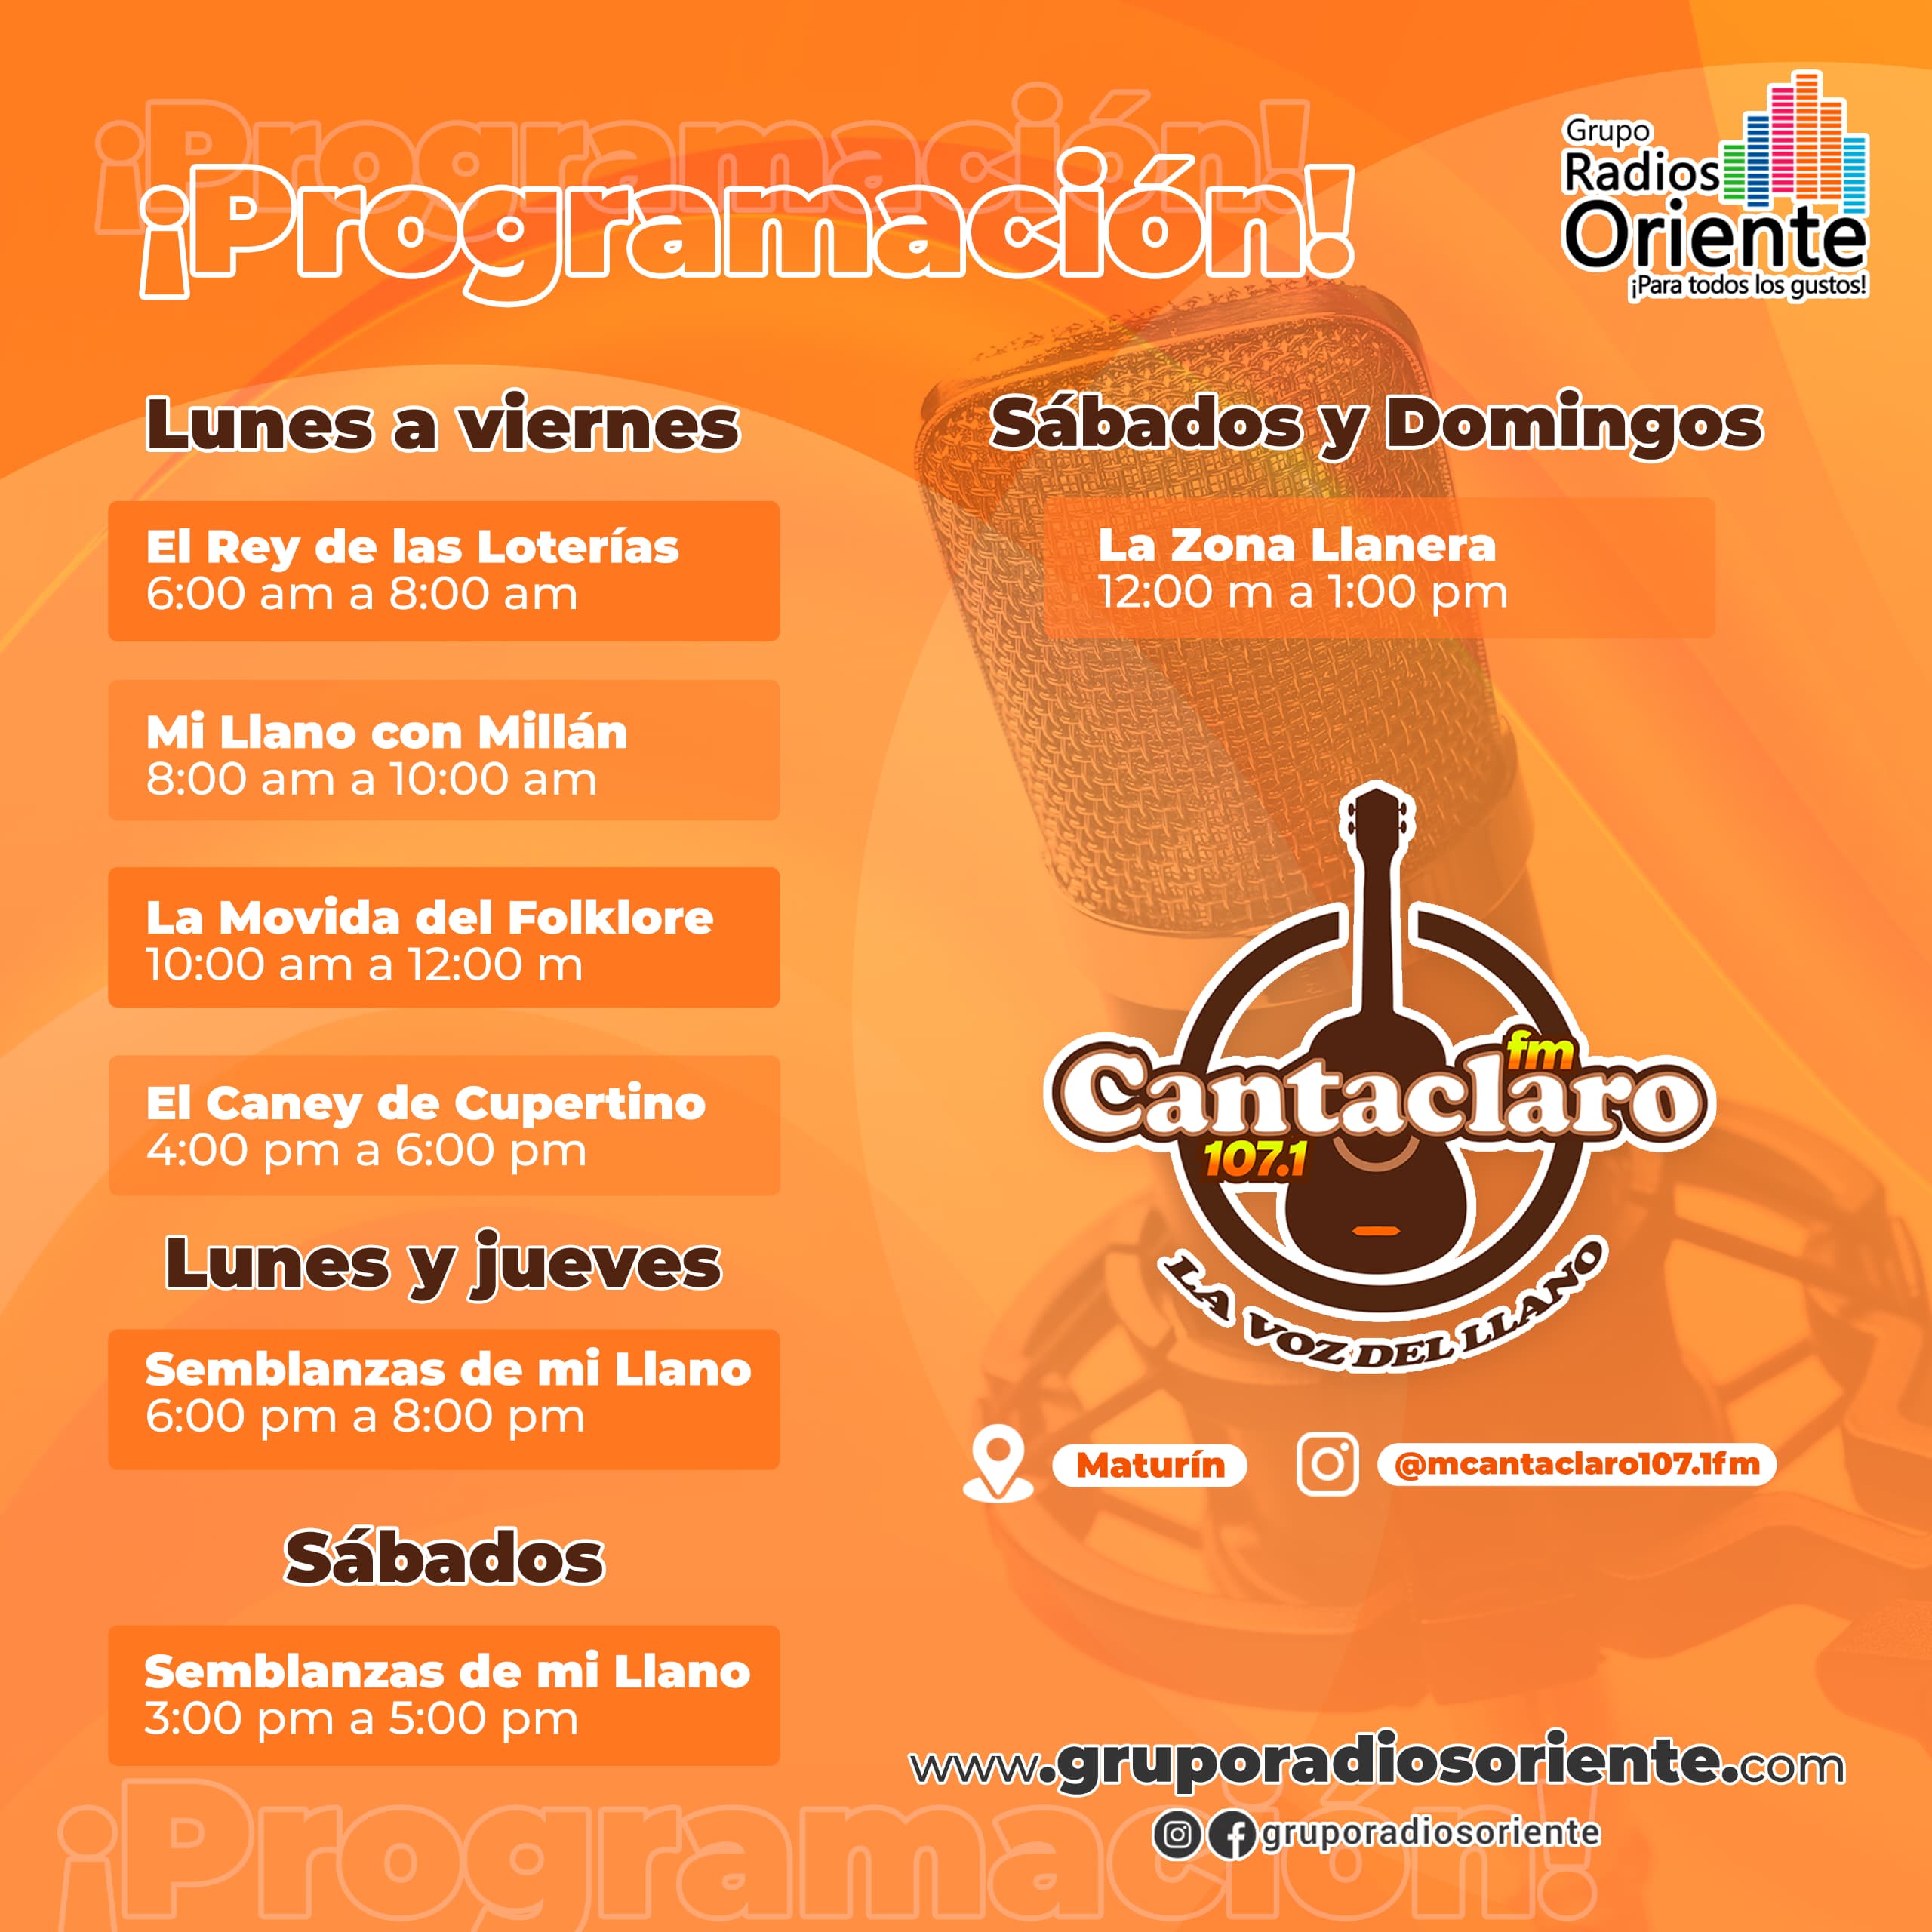 ¡Programación!
¡Programación!
Grupo
Radios
Oriente
¡Para todos los gustos!
Lunes a viernes
El Rey de las Loterías
6:00 am a 8:00 am
Mi Llano con Millán
8:00 am a 10:00 am
La Movida del Folklore
10:00 am a 12:00 m
El Caney de Cupertino
4:00 pm a 6:00 pm
Lunes y jueves
Semblanzas de mi Llano
6:00 pm a 8:00 pm
Sábados
Semblanzas de mi Llano
3:00 pm a 5:00 pm
Sábados y Domingos
La Zona Llanera
12:00 m a 1:00 pm
fm
Cantaclaro
107.1
LA VOZ DEL LLANO
Maturín
@mcantaclaro107.1fm
www.gruporadiosoriente.com
gruporadiosoriente
¡Programación!